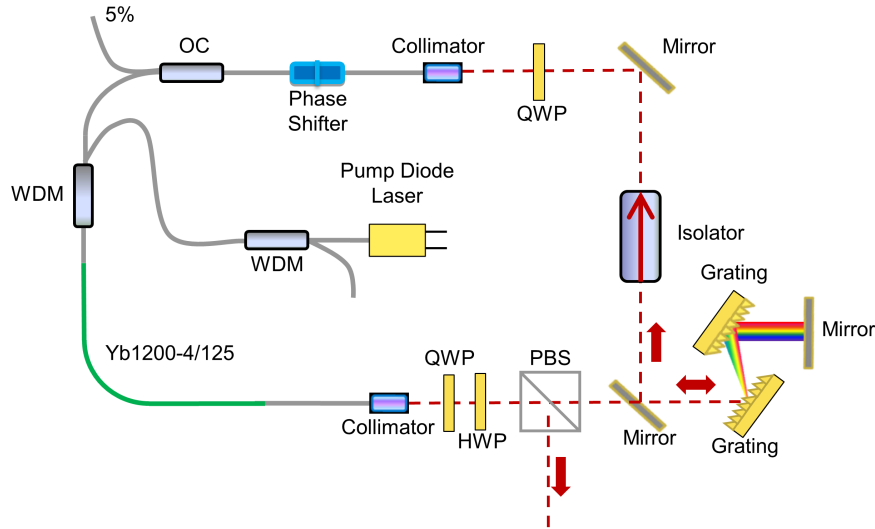 5%
OC
Collimator
Mirror
Phase
Shifter
QWP
WDM
Pump Diode
Laser
WDM
Isolator
Grating
Mirror
Yb1200-4/125
QWP
PBS
Collimator
HWP
Mirror
Grating